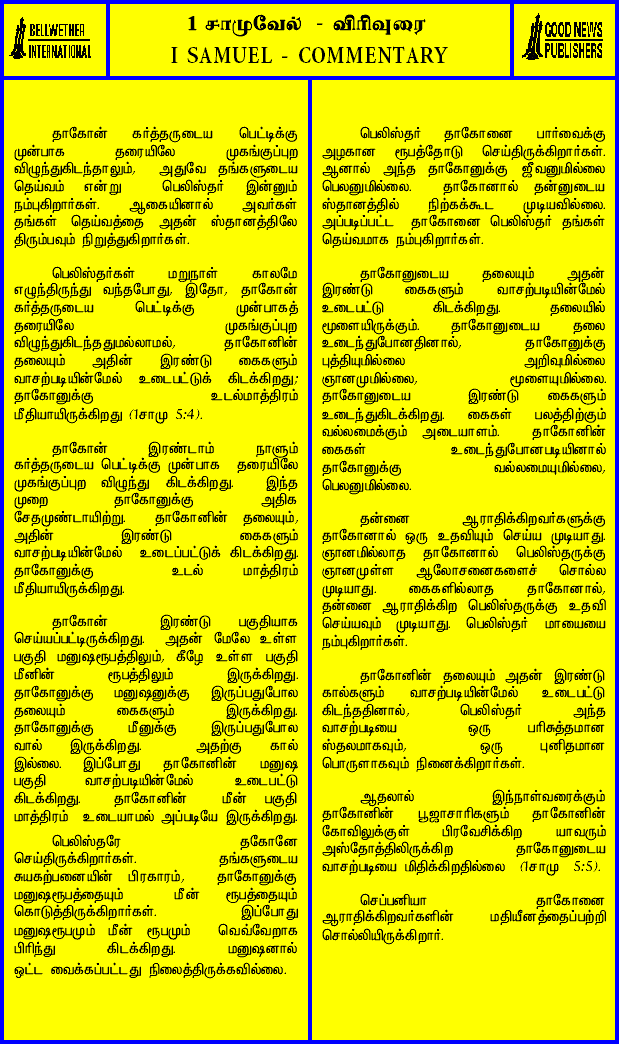 BELLWETHER
INTERNATIONAL
1 சாமுவேல் - விரிவுரை
I SAMUEL - COMMENTARY
GOOD NEWS
PUBLISHERS
தாகோன் கர்த்தருடைய பெட்டிக்கு
முன்பாக தரையிலே முகங்குப்புற
விழுந்துகிடந்தாலும், அதுவே தங்களுடைய
தெய்வம் என்று பெலிஸ்தர் இன்னும்
நம்புகிறார்கள். ஆகையினால் அவர்கள்
தங்கள் தெய்வத்தை அதன் ஸ்தானத்திலே
திரும்பவும் நிறுத்துகிறார்கள்.
பெலிஸ்தர்கள் மறுநாள் காலமே
எழுந்திருந்து வந்தபோது, இதோ, தாகோன்
கர்த்தருடைய பெட்டிக்கு முன்பாகத்
தரையிலே முகங்குப்புற
விழுந்துகிடந்ததுமல்லாமல், தாகோனின்
தலையும் அதின் இரண்டு கைகளும்
வாசற்படியின்மேல் உடைபட்டுக் கிடக்கிறது;
தாகோனுக்கு உடல்மாத்திரம்
மீதியாயிருக்கிறது (1சாமு 5:4).
தாகோன் இரண்டாம் நாளும்
கர்த்தருடைய பெட்டிக்கு முன்பாக தரையிலே
முகங்குப்புற விழுந்து கிடக்கிறது. இந்த
முறை தாகோனுக்கு அதிக
சேதமுண்டாயிற்று. தாகோனின் தலையும்,
அதின் இரண்டு கைகளும்
வாசற்படியின்மேல் உடைப்பட்டுக் கிடக்கிறது.
தாகோனுக்கு உடல் மாத்திரம்
மீதியாயிருக்கிறது.
தாகோன் இரண்டு பகுதியாக
செய்யப்பட்டிருக்கிறது. அதன் மேலே உள்ள
பகுதி மனுஷரூபத்திலும், கீழே உள்ள பகுதி
மீனின் ரூபத்திலும் இருக்கிறது.
தாகோனுக்கு மனுஷனுக்கு இருப்பதுபோல
தலையும் கைகளும் இருக்கிறது.
தாகோனுக்கு மீனுக்கு இருப்பதுபோல
வால் இருக்கிறது. அதற்கு கால்
இல்லை. இப்போது தாகோனின் மனுஷ
பகுதி வாசற்படியின்மேல் உடைபட்டு
கிடக்கிறது. தாகோனின் மீன் பகுதி
மாத்திரம் உடையாமல் அப்படியே இருக்கிறது.
பெலிஸ்தரே தகோனே
செய்திருக்கிறார்கள். தங்களுடைய
சுயகற்பனையின் பிரகாரம், தாகோனுக்கு
மனுஷரூபத்தையும் மீன் ரூபத்தையும்
கொடுத்திருக்கிறார்கள். இப்போது
மனுஷரூபமும் மீன் ரூபமும் வெவ்வேறாக
பிரிந்து கிடக்கிறது. மனுஷனால்
ஒட்ட வைக்கப்பட்டது நிலைத்திருக்கவில்லை.
பெலிஸ்தர் தாகோனை பார்வைக்கு
அழகான ரூபத்தோடு செய்திருக்கிறார்கள்.
ஆனால் அந்த தாகோனுக்கு ஜீவனுமில்லை
பெலனுமில்லை. தாகோனால் தன்னுடைய
ஸ்தானத்தில் நிற்கக்கூட முடியவில்லை.
அப்படிப்பட்ட தாகோனை பெலிஸ்தர் தங்கள்
தெய்வமாக நம்புகிறார்கள்.
தாகோனுடைய தலையும் அதன்
இரண்டு கைகளும் வாசற்படியின்மேல்
உடைபட்டு கிடக்கிறது. தலையில்
மூளையிருக்கும். தாகோனுடைய தலை
உடைந்துபோனதினால், தாகோனுக்கு
புத்தியுமில்லை அறிவுமில்லை
ஞானமுமில்லை, மூளையுமில்லை.
தாகோனுடைய இரண்டு கைகளும்
உடைந்துகிடக்கிறது. கைகள் பலத்திற்கும்
வல்லமைக்கும் அடையாளம். தாகோனின்
கைகள் உடைந்துபோனபடியினால்
தாகோனுக்கு வல்லமையுமில்லை,
பெலனுமில்லை.
தன்னை ஆராதிக்கிறவர்களுக்கு
தாகோனால் ஒரு உதவியும் செய்ய முடியாது.
ஞானமில்லாத தாகோனால் பெலிஸ்தருக்கு
ஞானமுள்ள ஆலோசனைகளைச் சொல்ல
முடியாது. கைகளில்லாத தாகோனால்,
தன்னை ஆராதிக்கிற பெலிஸ்தருக்கு உதவி
செய்யவும் முடியாது. பெலிஸ்தர் மாயையை
நம்புகிறார்கள்.
தாகோனின் தலையும் அதன் இரண்டு
கால்களும் வாசற்படியின்மேல் உடைபட்டு
கிடந்ததினால், பெலிஸ்தர் அந்த
வாசற்படியை ஒரு பரிசுத்தமான
ஸ்தலமாகவும், ஒரு புனிதமான
பொருளாகவும் நினைக்கிறார்கள்.
ஆதலால் இந்நாள்வரைக்கும்
தாகோனின் பூஜாசாரிகளும் தாகோனின்
கோவிலுக்குள் பிரவேசிக்கிற யாவரும்
அஸ்தோத்திலிருக்கிற தாகோனுடைய
வாசற்படியை மிதிக்கிறதில்லை (1சாமு 5:5).
செப்பனியா தாகோனை
ஆராதிக்கிறவர்களின் மதியீனத்தைப்பற்றி
சொல்லியிருக்கிறார்.